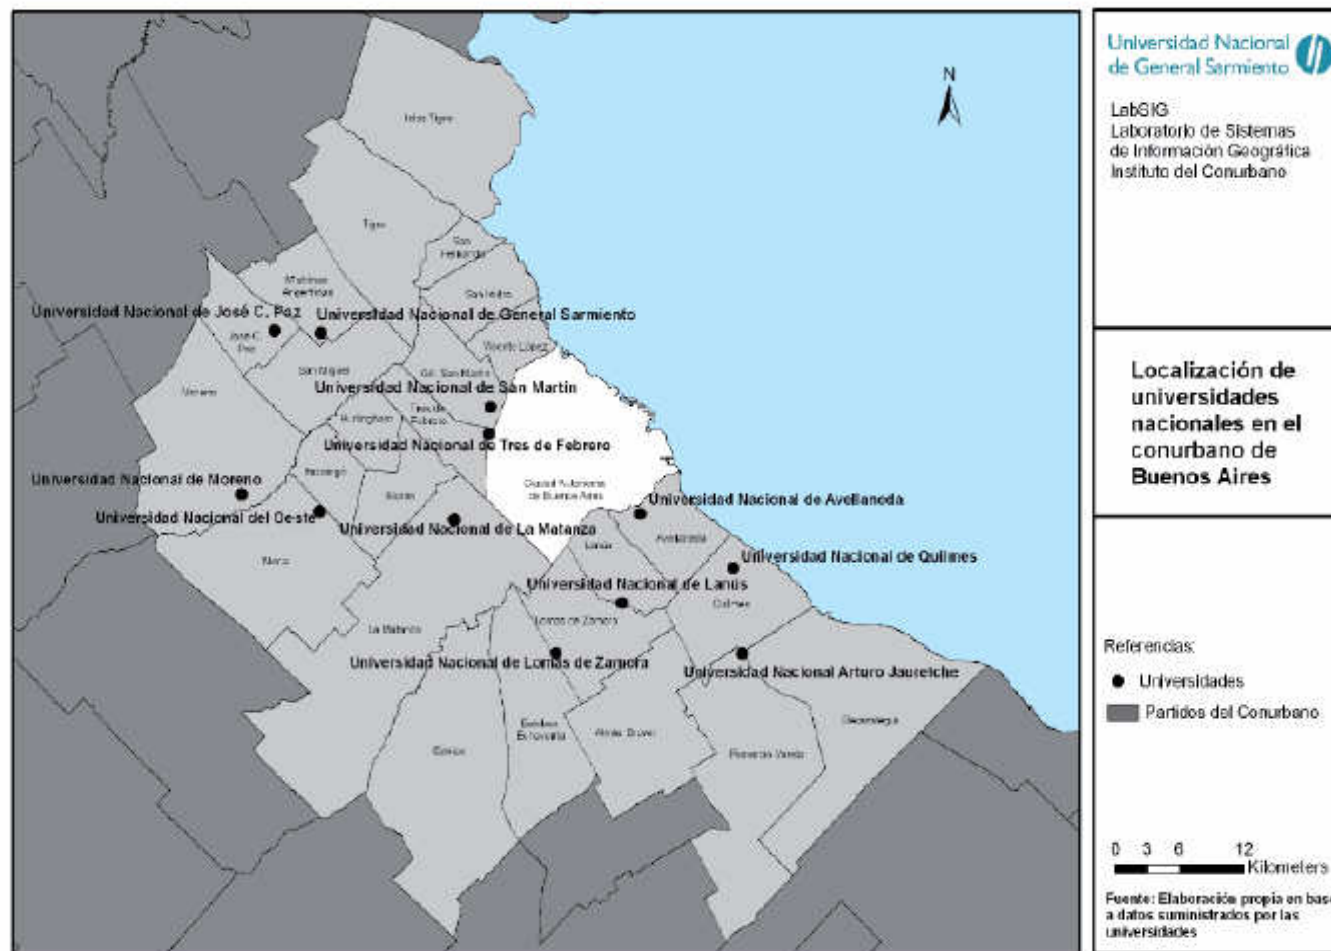 Universidad Nacional
de General Sarmiento
LabSIG
Laboratorio de Sistemas
de Información Geográfica
Instituto del Conurbano
N
Islas Tigre
Tigre
San
Fernando
San Isidro
Malvinas
Argentinas
Universidad Nacional de José C. Paz
Universidad Nacional de General Sarmiento
José C.
Paz
Vicente López
San Miguel
Gral. San Martín
Universidad Nacional de San Martín
Moreno
Hurlingham
Tres de
Febrero
Universidad Nacional de Tres de Febrero
Ituzaingó
Universidad Nacional de Moreno
Morón
Ciudad Autónoma
de Buenos Aires
Universidad Nacional de Avellaneda
Universidad Nacional del Oeste
Universidad Nacional de La Matanza
Avellaneda
Lanús
Merlo
Universidad Nacional de Quilmes
Universidad Nacional de Lanús
Quilmes
Lomas de Zamora
La Matanza
Universidad Nacional de Lomas de Zamora
Universidad Nacional Arturo Jauretche
Berazategui
Esteban
Echeverría
Almte. Brown
Ezeiza
Florencio Varela
Localización de
universidades
nacionales en el
conurbano de
Buenos Aires
Referencias:
Universidades
Partidos del Conurbano
0 3 6 12
Kilometers
Fuente: Elaboración propia en base
a datos suministrados por las
universidades